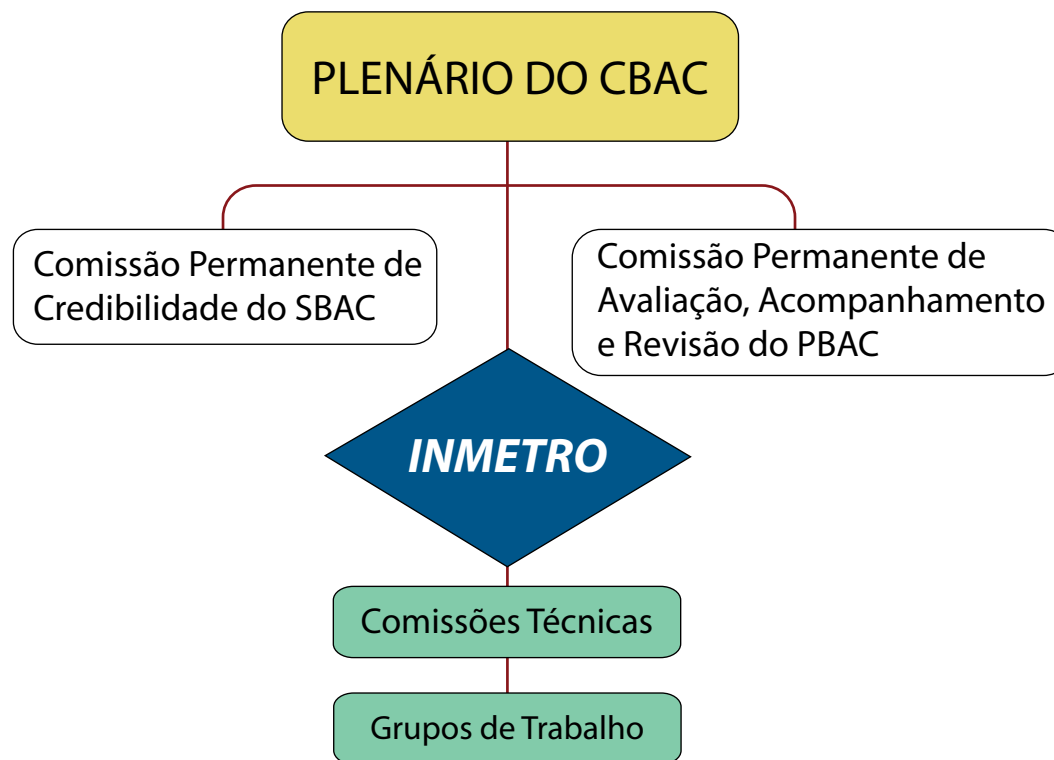 PLENÁRIO DO CBAC
Comissão Permanente de
Credibilidade do SBAC
Comissão Permanente de
Avaliação, Acompanhamento
e Revisão do PBAC
INMETRO
Comissões Técnicas
Grupos de Trabalho